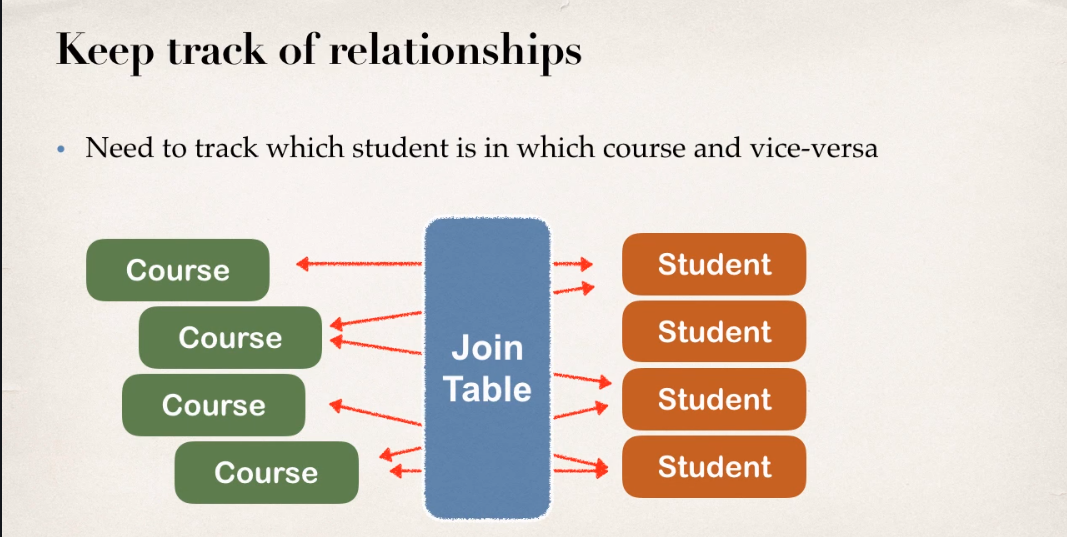 Keep track of relationships
• Need to track which student is in which course and vice-versa
Course
Course
Course
Course
Join
Table
Student
Student
Student
Student